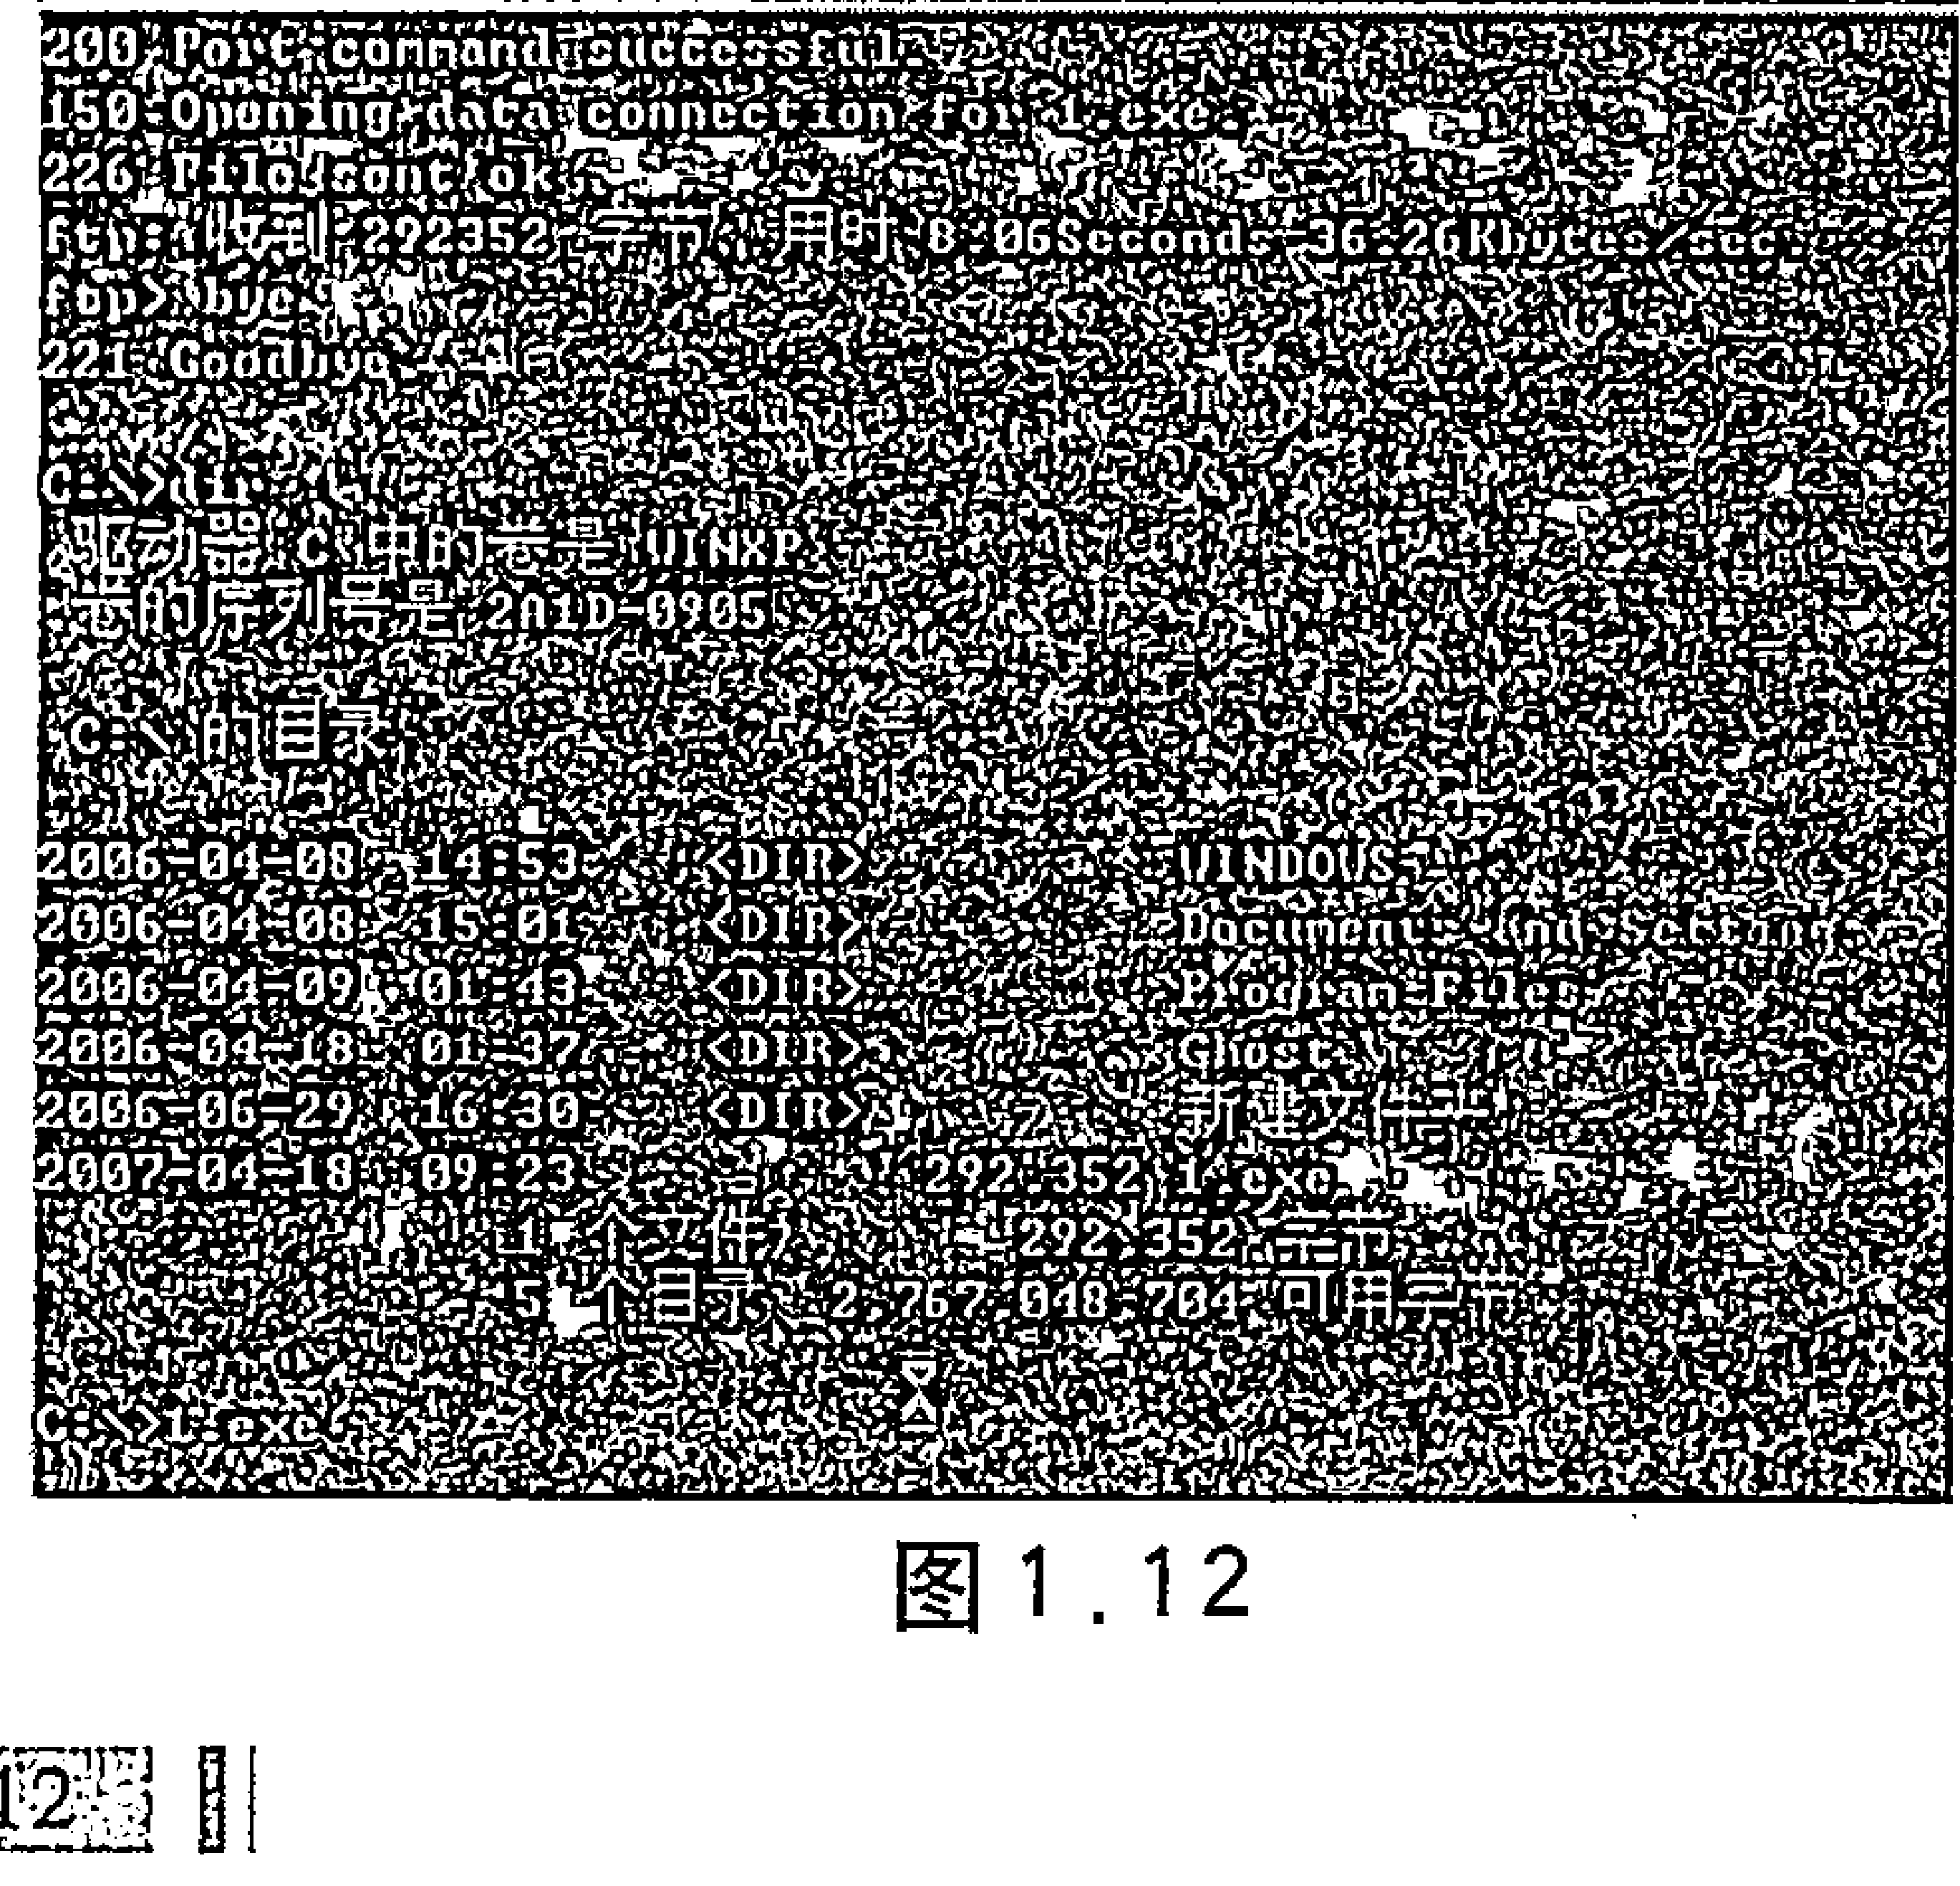 200 Port command successful.
150 Opening data connection for 1.exe.
226 File sent ok
ftp: 收到 292352 字节，用时 8.06Seconds 36.26Kbytes/sec.
ftp> bye
221 Goodbye
C:\>dir
驱动器 C 中的卷是 WINXP
卷的序列号是 2A1D-0905
C:\ 的目录
2006-04-08 14:53 <DIR> WINDOWS
2006-04-08 15:01 <DIR> Documents and Settings
2006-04-09 01:43 <DIR> Program Files
2006-04-18 01:37 <DIR> Ghost
2006-06-29 16:30 <DIR> 新建文件夹
2007-04-18 09:23 292,352 1.exe
1 个文件 292,352 字节
5 个目录 2,767,048,704 可用字节
C:\>1.exe
图1.12
12